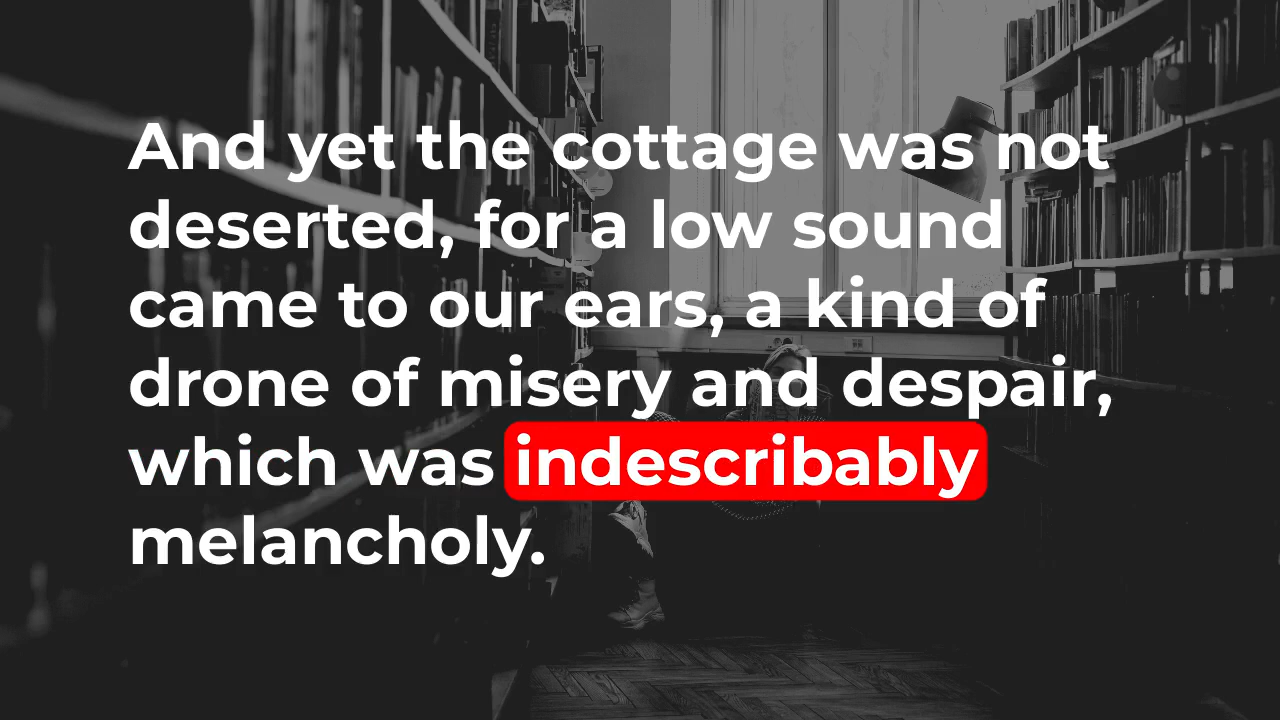 And yet the cottage was not
deserted, for a low sound
came to our ears, a kind of
drone of misery and despair,
which was indescribably
melancholy.